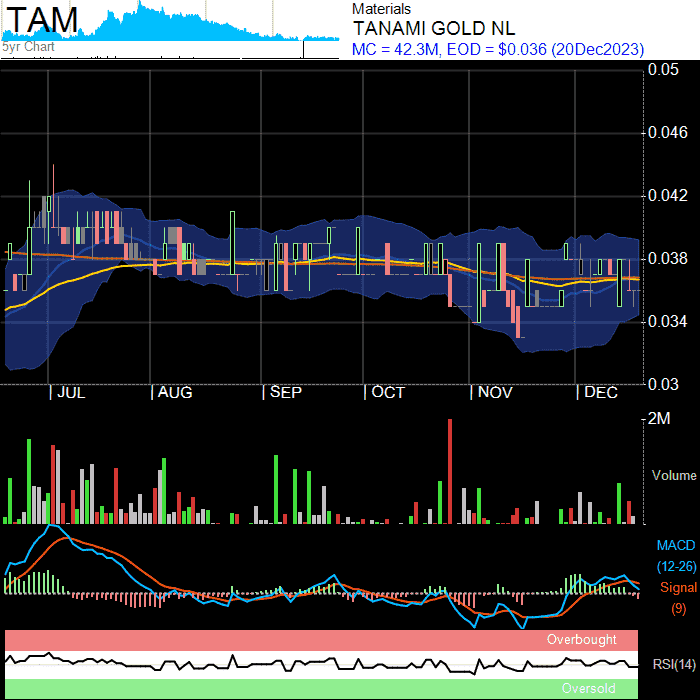 TAM
5yr Chart
Materials
TANAMI GOLD NL
MC = 42.3M, EOD = $0.036 (20Dec2023)
0.05
0.046
0.042
0.038
0.034
0.03
JUL AUG SEP OCT NOV DEC
2M
Volume
MACD
(12-26)
Signal
(9)
Overbought
RSI(14)
Oversold